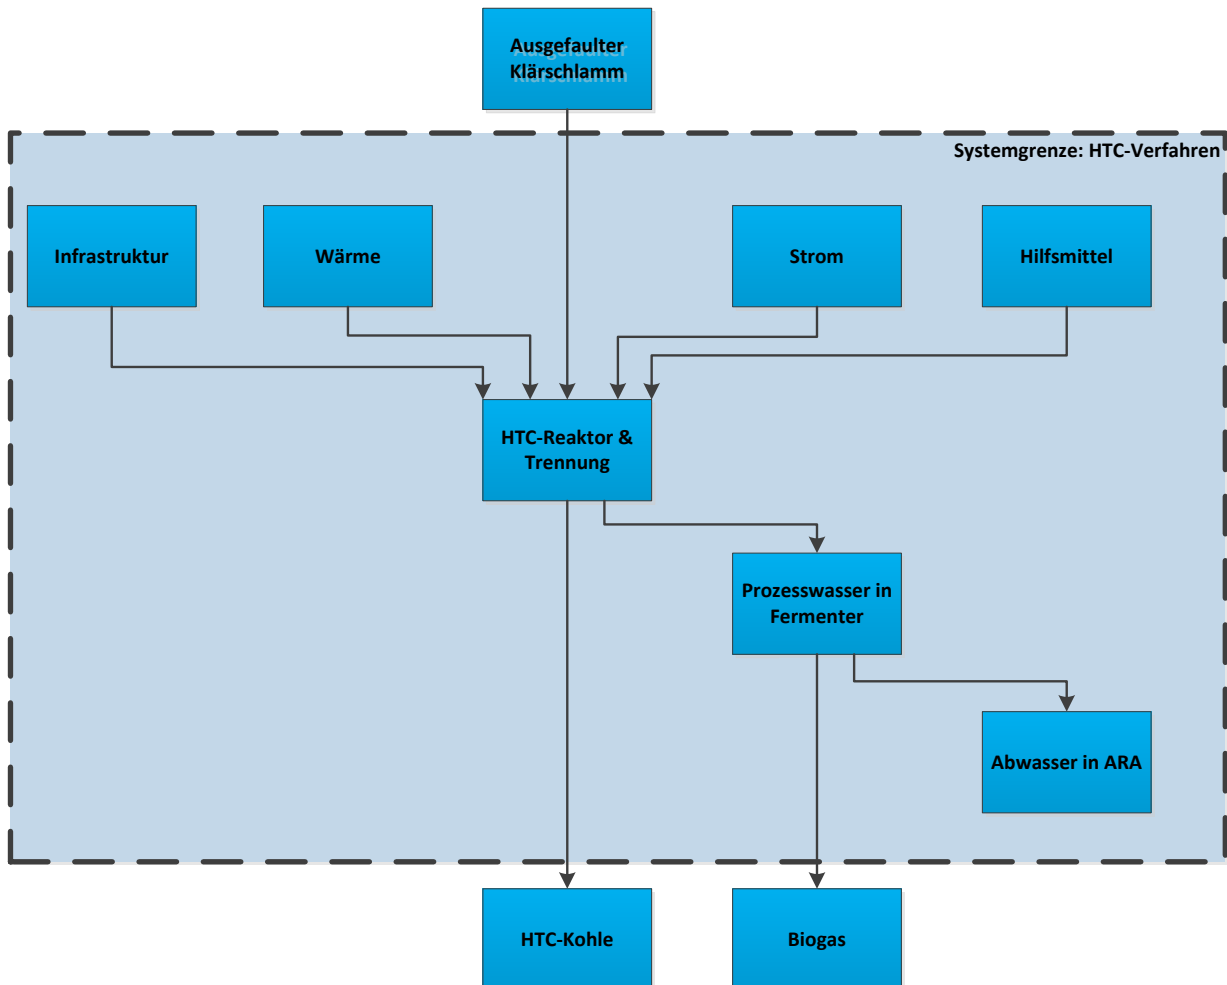 Ausgefaulter
Klärschlamm
Systemgrenze: HTC-Verfahren
Infrastruktur
Wärme
Strom
Hilfsmittel
HTC-Reaktor &
Trennung
Prozesswasser in
Fermenter
Abwasser in ARA
HTC-Kohle
Biogas